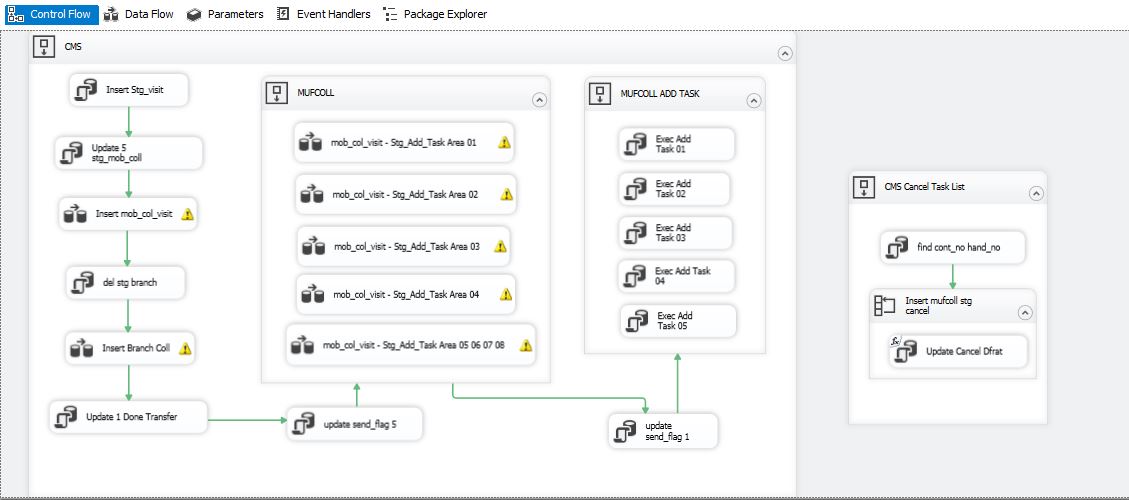 Control Flow
Data Flow
Parameters
Event Handlers
Package Explorer
CMS
Insert Stg_visit
Update 5
stg_mob_coll
Insert mob_col_visit
del stg branch
Insert Branch Coll
Update 1 Done Transfer
MUFCOLL
mob_col_visit - Stg_Add_Task Area 01
mob_col_visit - Stg_Add_Task Area 02
mob_col_visit - Stg_Add_Task Area 03
mob_col_visit - Stg_Add_Task Area 04
mob_col_visit - Stg_Add_Task Area 05 06 07 08
update send_flag 5
MUFCOLL ADD TASK
Exec Add
Task 01
Exec Add
Task 02
Exec Add
Task 03
Exec Add Task
04
Exec Add
Task 05
update
send_flag 1
CMS Cancel Task List
find cont_no hand_no
Insert mufcoll stg
cancel
fx
Update Cancel Dfrat